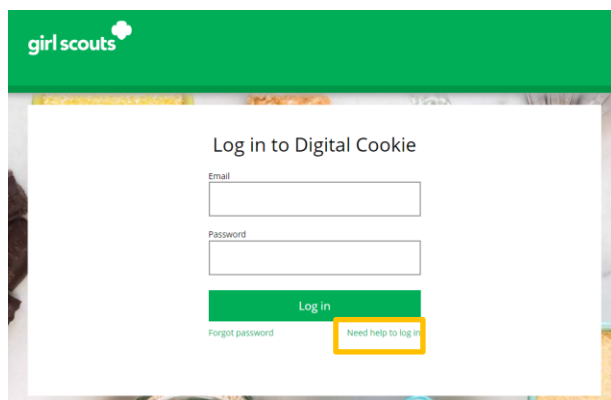 girl scouts
Log in to Digital Cookie
Email
Password
Log in
Forgot password Need help to log in